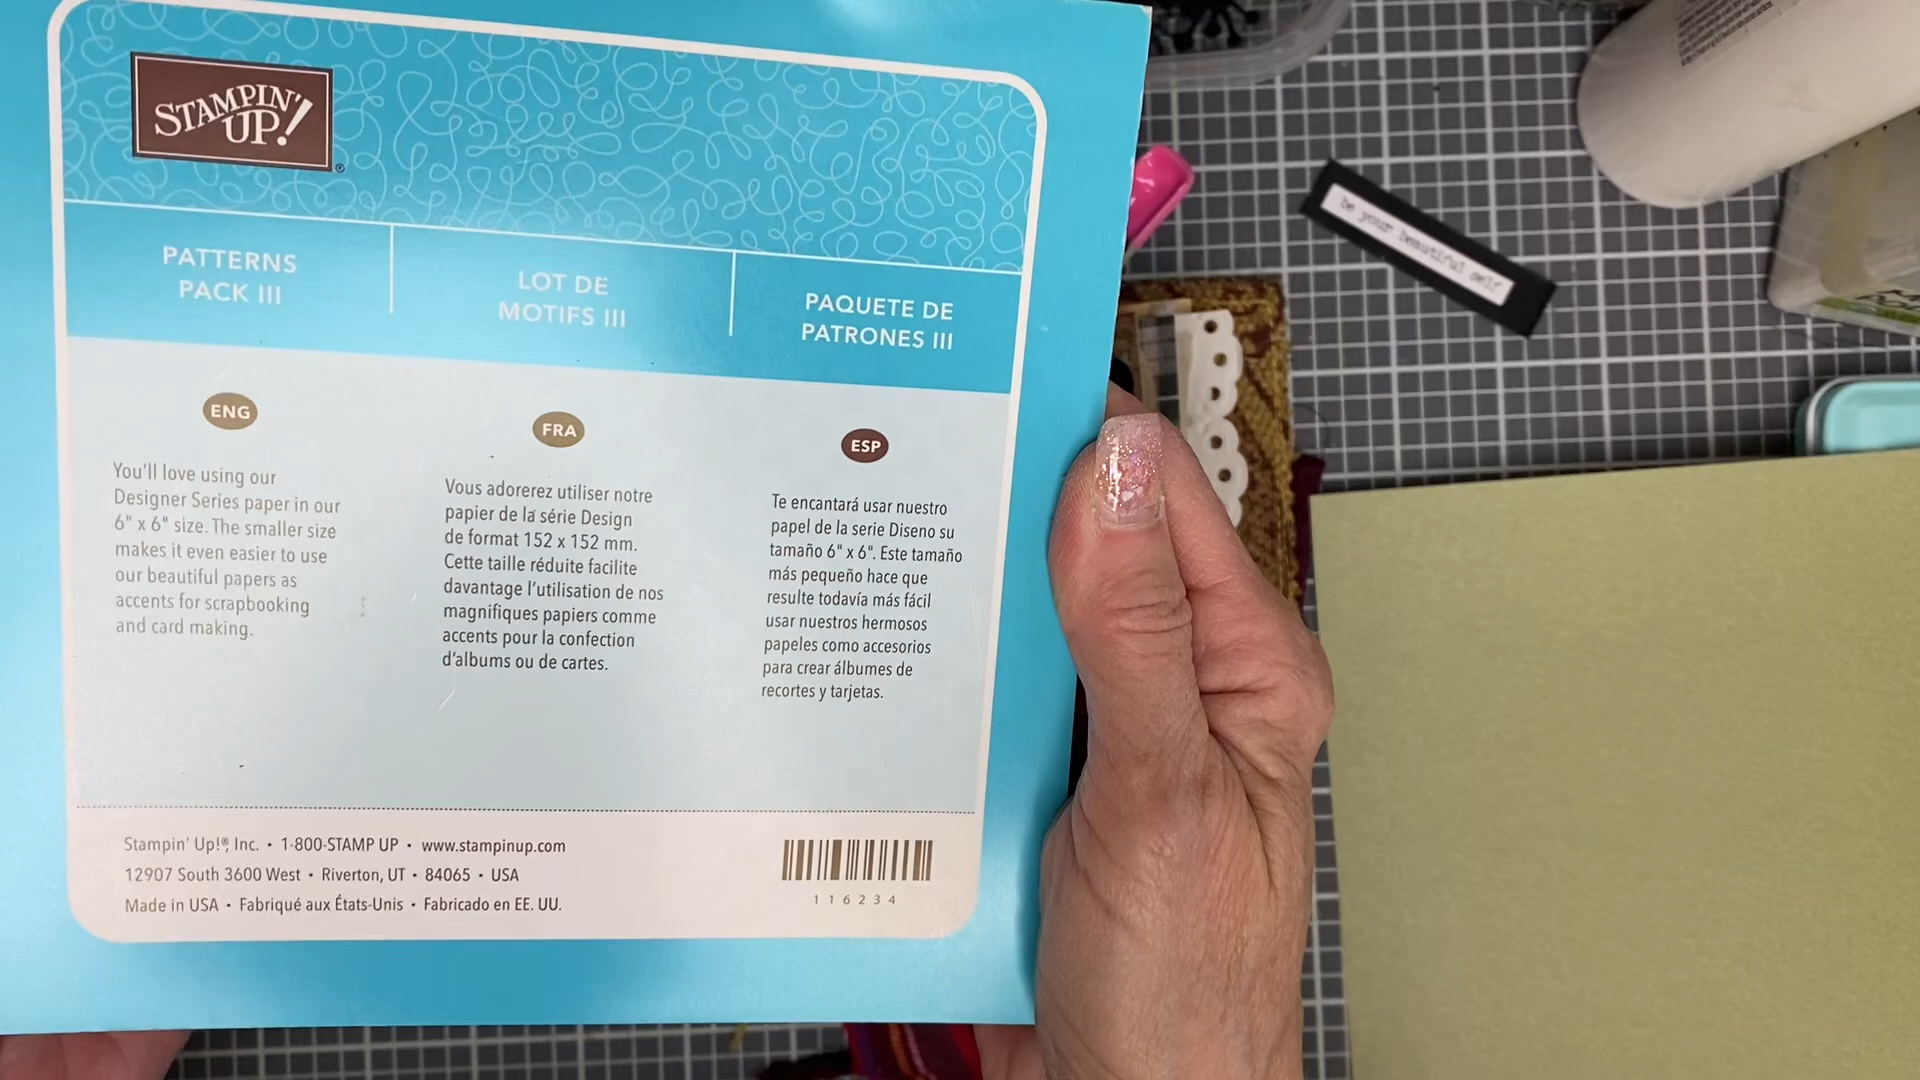 STAMPIN'
UP!
®
PATTERNS
PACK III
LOT DE
MOTIFS III
PAQUETE DE
PATRONES III
ENG
You'll love using our
Designer Series paper in our
6" x 6" size. The smaller size
makes it even easier to use
our beautiful papers as
accents for scrapbooking
and card making.
FRA
Vous adorerez utiliser notre
papier de la série Design
de format 152 x 152 mm.
Cette taille réduite facilite
davantage l'utilisation de nos
magnifiques papiers comme
accents pour la confection
d'albums ou de cartes.
ESP
Te encantará usar nuestro
papel de la serie Diseno su
tamaño 6" x 6". Este tamaño
más pequeño hace que
resulte todavía más fácil
usar nuestros hermosos
papeles como accesorios
para crear álbumes de
recortes y tarjetas.
Stampin' Up!®, Inc. • 1-800-STAMP UP • www.stampinup.com
12907 South 3600 West • Riverton, UT • 84065 • USA
Made in USA • Fabriqué aux États-Unis • Fabricado en EE. UU.
116234
be your beautiful self